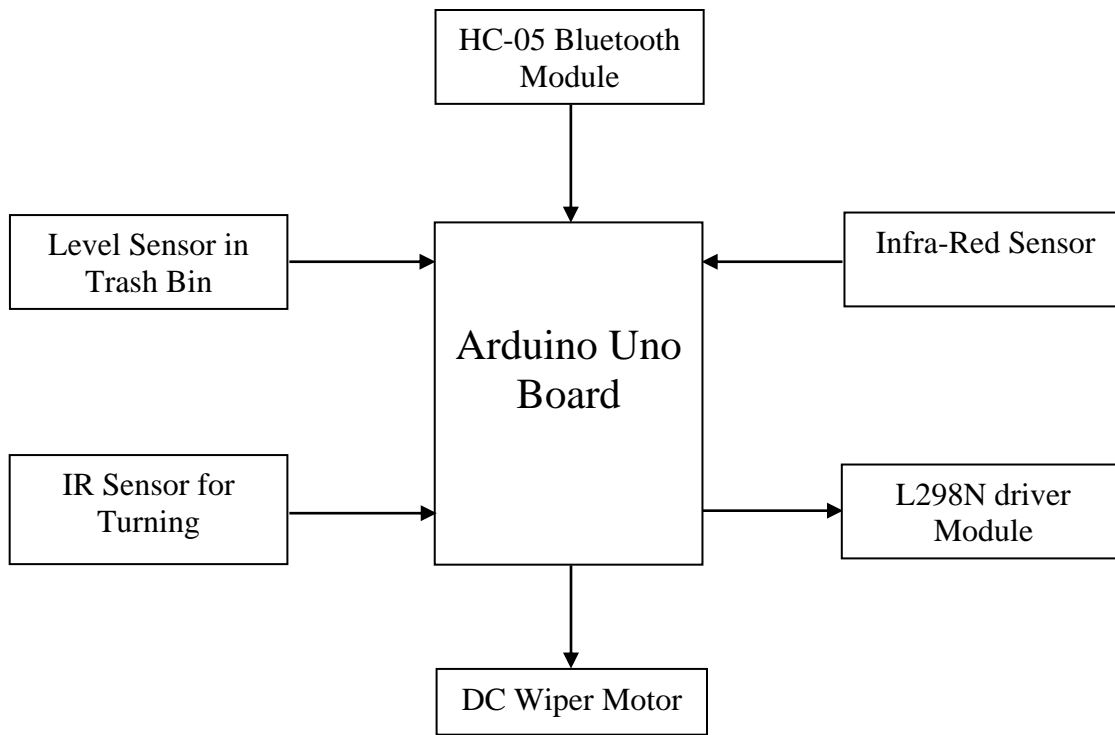 HC-05 Bluetooth
Module
Level Sensor in
Trash Bin
Infra-Red Sensor
Arduino Uno
Board
IR Sensor for
Turning
L298N driver
Module
DC Wiper Motor